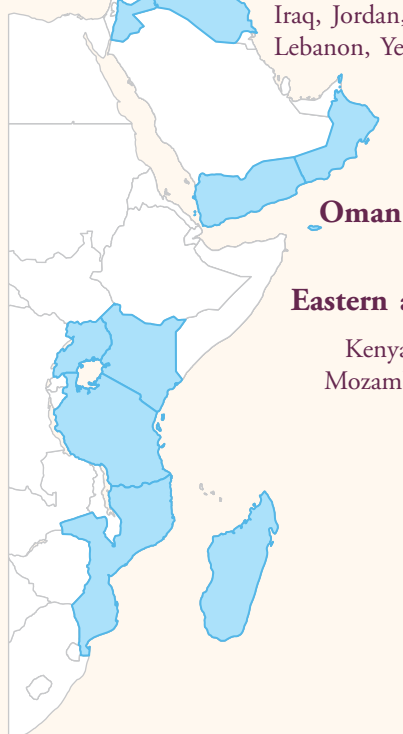 Iraq, Jordan,
Lebanon, Ye
Oman
Eastern a
Kenya
Mozam